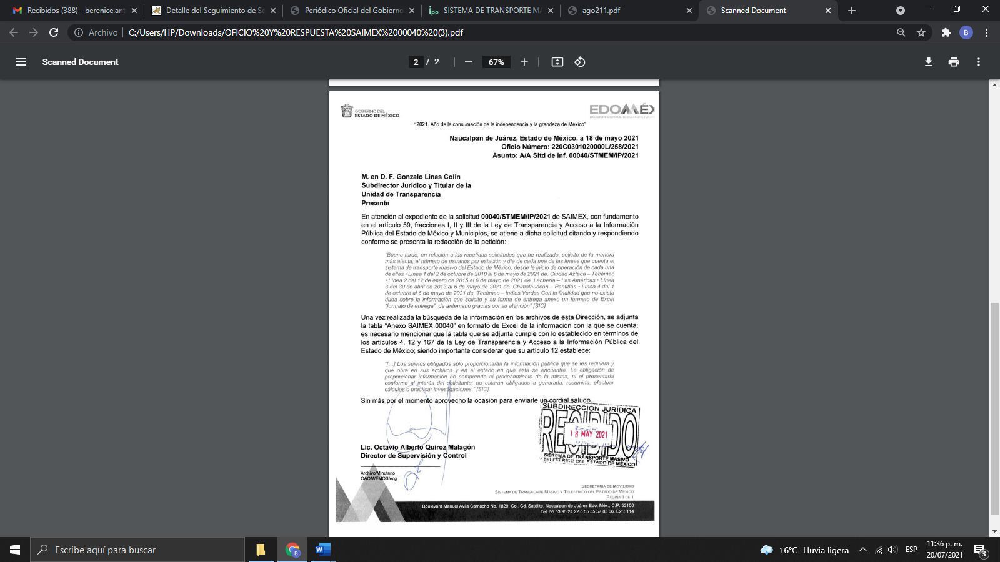 Recibidos (388) - berenice.ant
Detalle del Seguimiento de So
Periódico Oficial del Gobierno
SISTEMA DE TRANSPORTE MA
ago211.pdf
Scanned Document
Archivo
C:/Users/HP/Downloads/OFICIO%20Y%20RESPUESTA%20SAIMEX%2000040%20(3).pdf
B
Scanned Document
2 / 2
67%
GOBIERNO DEL
ESTADO DE MÉXICO
EDOMÉX
"2021. Año de la consumación de la independencia y la grandeza de México"
Naucalpan de Juárez, Estado de México, a 18 de mayo 2021
Oficio Número: 220C0301020000L/258/2021
Asunto: A/A Sltd de Inf. 00040/STMEM/IP/2021
M. en D. F. Gonzalo Linas Colín
Subdirector Jurídico y Titular de la
Unidad de Transparencia
Presente
En atención al expediente de la solicitud 00040/STMEM/IP/2021 de SAIMEX, con fundamento
en el artículo 59, fracciones I, II y III de la Ley de Transparencia y Acceso a la Información
Pública del Estado de México y Municipios, se atiene a dicha solicitud citando y respondiendo
conforme se presenta la redacción de la petición:
"Buena tarde, en relación a las repetidas solicitudes que he realizado, solicito de la manera
más atenta; el número de usuarios por estación y día de cada una de las líneas que cuenta el
sistema de transporte masivo del Estado de México, desde le inicio de operación de cada una
de ellas • Línea 1 del 2 de octubre de 2010 al 6 de mayo de 2021 de. Ciudad Azteca – Tecámac
• Línea 2 del 12 de enero de 2015 al 6 de mayo de 2021 de. Lechería – Las Américas • Línea
3 del 30 de abril de 2013 al 6 de mayo de 2021 de. Chimalhuacán – Pantitlán • Línea 4 del 1
de octubre al 6 de mayo de 2021 de. Tecámac – Indios Verdes Con la finalidad que no exista
duda sobre la información que solicito y su forma de entrega anexo un formato de Excel
"formato de entrega", de antemano gracias por su atención" [SIC]
Una vez realizada la búsqueda de la información en los archivos de esta Dirección, se adjunta
la tabla "Anexo SAIMEX 00040" en formato de Excel de la información con la que se cuenta;
es necesario mencionar que la tabla que se adjunta cumple con lo establecido en términos de
los artículos 4, 12 y 167 de la Ley de Transparencia y Acceso a la Información Pública del
Estado de México; siendo importante considerar que su artículo 12 establece:
"[…] Los sujetos obligados sólo proporcionarán la información pública que se les requiera y
que obre en sus archivos y en el estado en que ésta se encuentre. La obligación de
proporcionar información no comprende el procesamiento de la misma, ni el presentarla
conforme al interés del solicitante; no estarán obligados a generarla, resumirla, efectuar
cálculos o practicar investigaciones." [SIC].
Sin más por el momento aprovecho la ocasión para enviarle un cordial saludo.
SUBDIRECCIÓN JURÍDICA
RECIBIDO
18 MAY 2021
SISTEMA DE TRANSPORTE MASIVO
Y TELEFÉRICO DEL ESTADO DE MÉXICO
Lic. Octavio Alberto Quiroz Malagón
Director de Supervisión y Control
Archivo/Minutario
OAQM/EMOS/ecg
SECRETARÍA DE MOVILIDAD
SISTEMA DE TRANSPORTE MASIVO Y TELEFÉRICO DEL ESTADO DE MÉXICO
PÁGINA 1 DE 1
Boulevard Manuel Ávila Camacho No. 1829, Col. Cd. Satélite, Naucalpan de Juárez Edo. Méx., C.P.:53100
Tel. 55 53 95 24 22 o 55 55 57 83 66. Ext.: 114
Escribe aquí para buscar
16°C Lluvia ligera
ESP
11:36 p. m.
20/07/2021
3